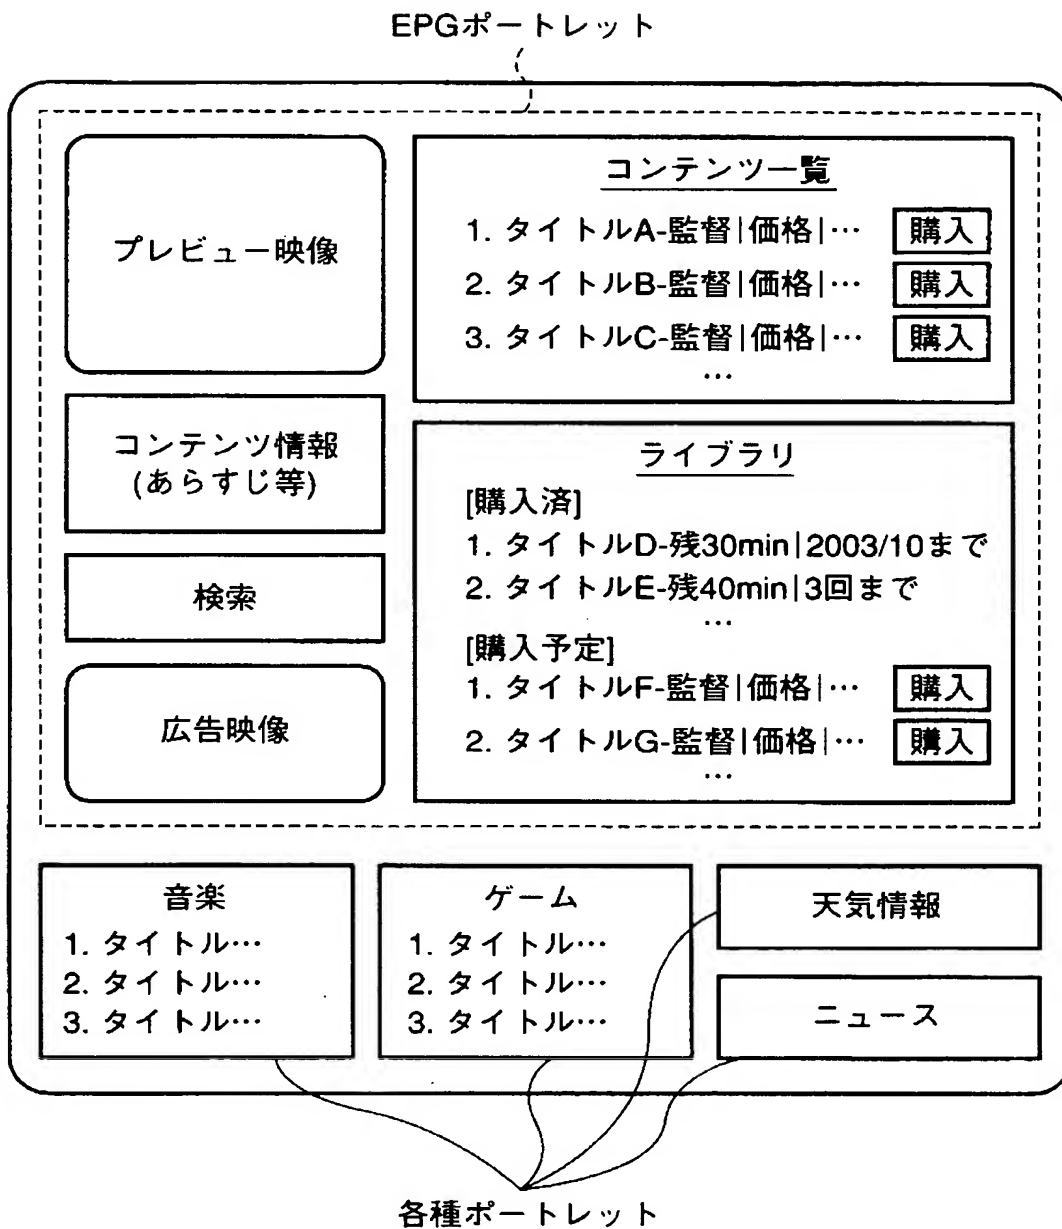 EPGポートレット
プレビュー映像
コンテンツ情報
(あらすじ等)
検索
広告映像
コンテンツ一覧
1. タイトルA-監督|価格|… 購入
2. タイトルB-監督|価格|… 購入
3. タイトルC-監督|価格|… 購入
…
ライブラリ
[購入済]
1. タイトルD-残30min|2003/10まで
2. タイトルE-残40min|3回まで
…
[購入予定]
1. タイトルF-監督|価格|… 購入
2. タイトルG-監督|価格|… 購入
…
音楽
1. タイトル…
2. タイトル…
3. タイトル…
ゲーム
1. タイトル…
2. タイトル…
3. タイトル…
天気情報
ニュース
各種ポートレット